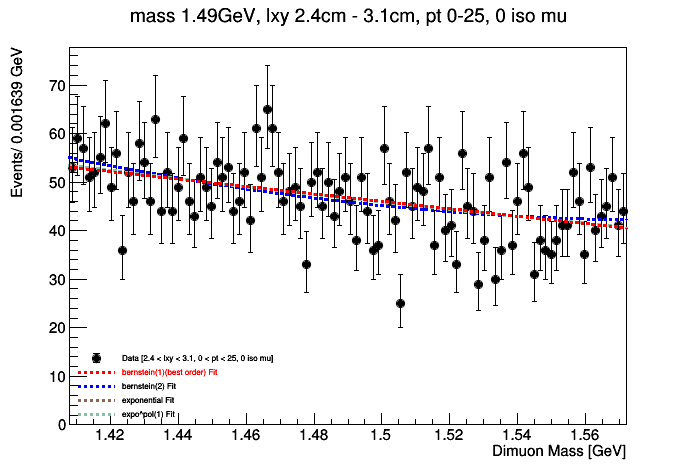 mass 1.49GeV, lxy 2.4cm - 3.1cm, pt 0-25, 0 iso mu
Events/ 0.001639 GeV
70
60
50
40
30
20
10
0
Data [2.4 < lxy < 3.1, 0 < pt < 25, 0 iso mu]
bernstein(1)(best order) Fit
bernstein(2) Fit
exponential Fit
expo*pol(1) Fit
1.42 1.44 1.46 1.48 1.5 1.52 1.54 1.56
Dimuon Mass [GeV]